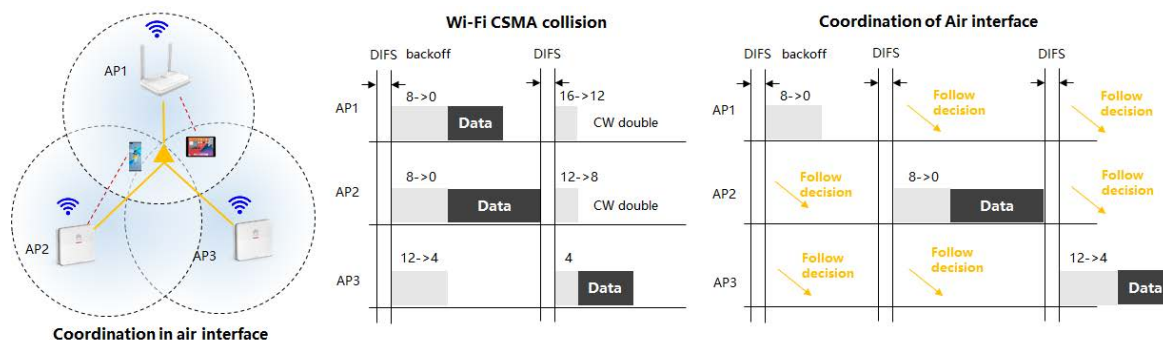 AP1
AP2
AP3
Coordination in air interface
Wi-Fi CSMA collision
DIFS backoff DIFS
AP1 8->0 Data 16->12 CW double
AP2 8->0 Data 12->8 CW double
AP3 12->4 4 Data
Coordination of Air interface
DIFS backoff DIFS DIFS
AP1 8->0 Follow decision Follow decision
AP2 Follow decision 8->0 Data Follow decision
AP3 Follow decision Follow decision 12->4 Data